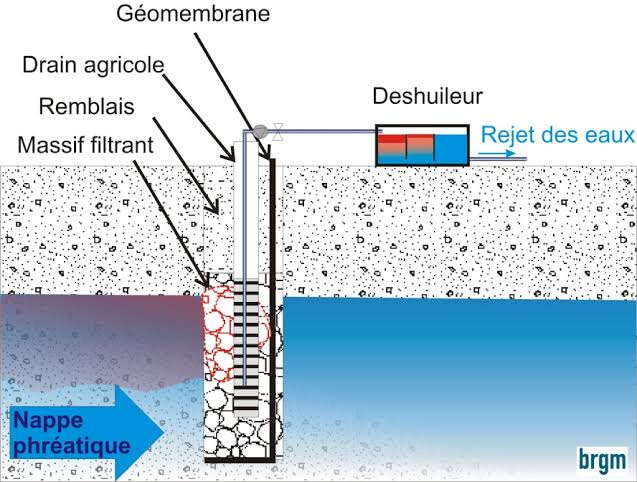 Géomembrane
Drain agricole
Remblais
Massif filtrant
Deshuileur
Rejet des eaux
Nappe
phréatique
brgm